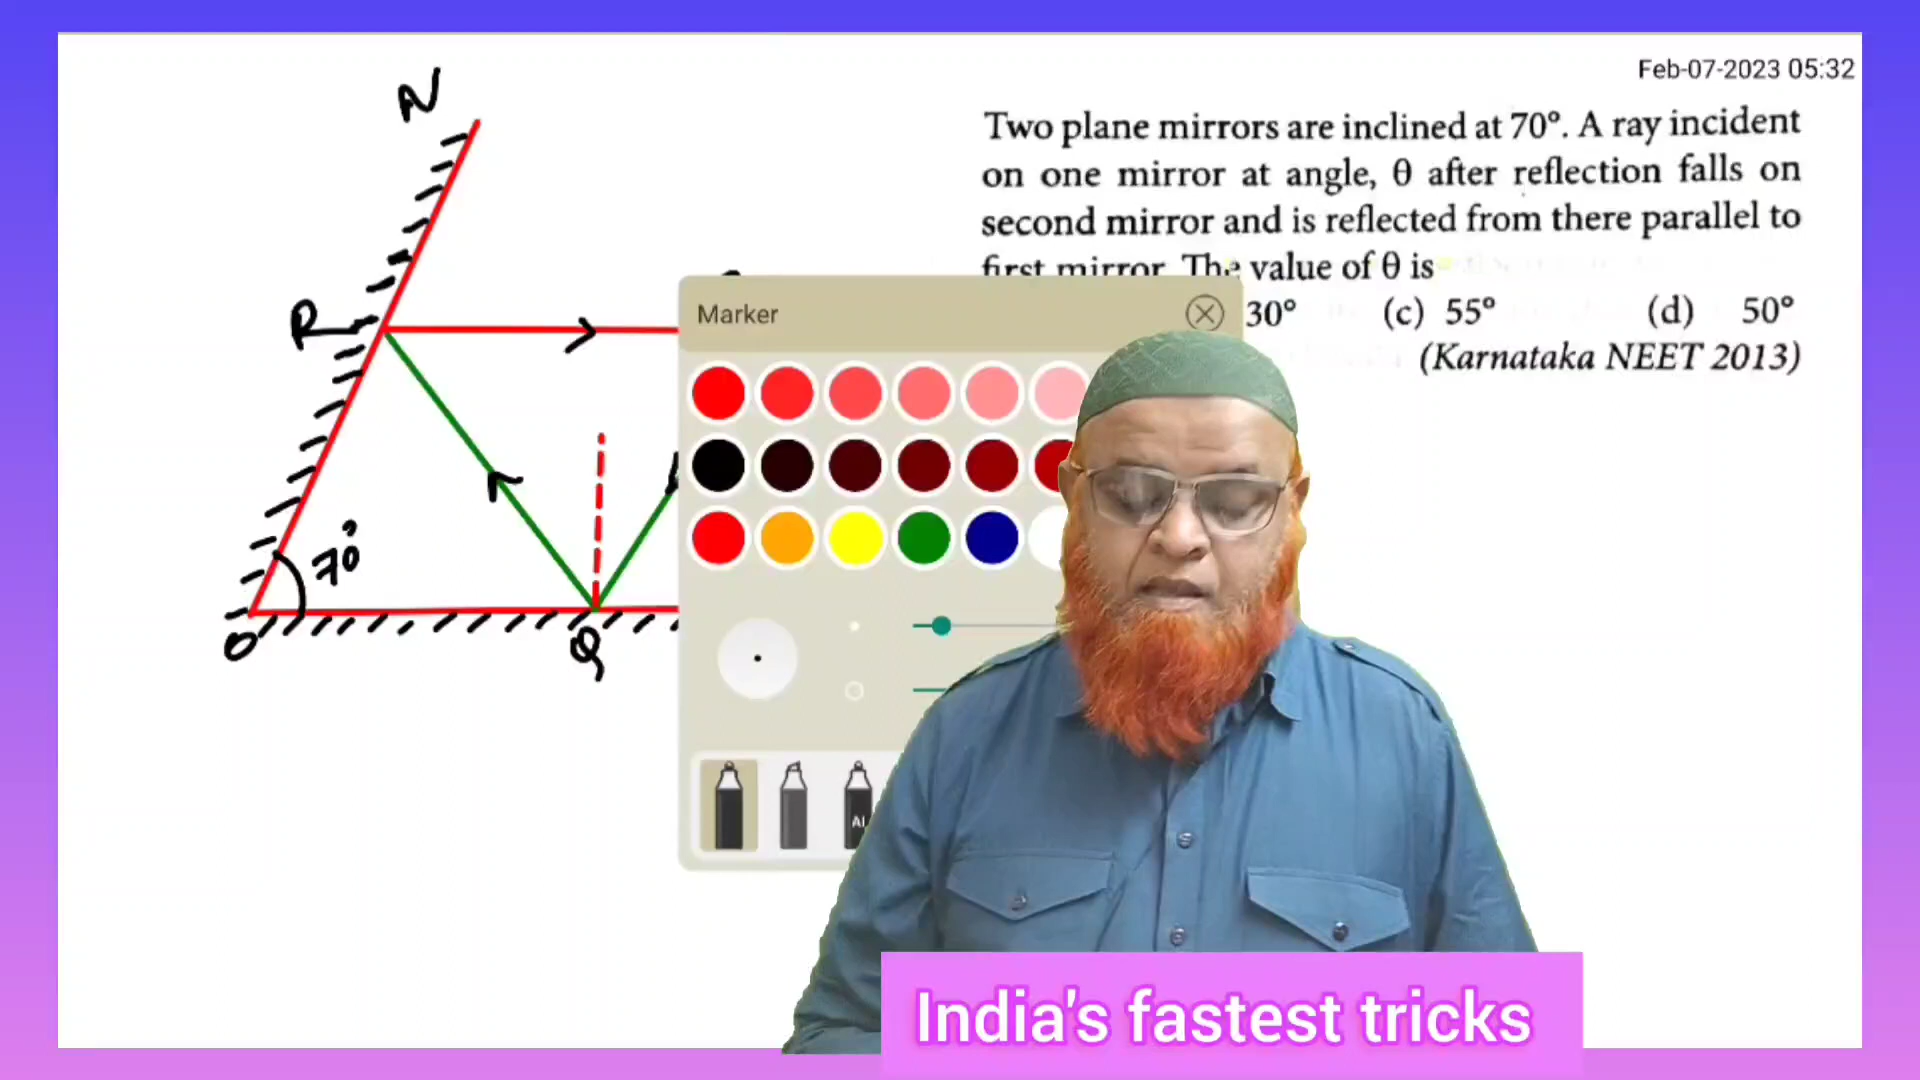 Feb-07-2023 05:32
N
Two plane mirrors are inclined at 70°. A ray incident
on one mirror at angle, θ after reflection falls on
second mirror and is reflected from there parallel to
first mirror. The value of θ is
30° (c) 55° (d) 50°
(Karnataka NEET 2013)
Marker
R
70°
O
Q
AI
India's fastest tricks